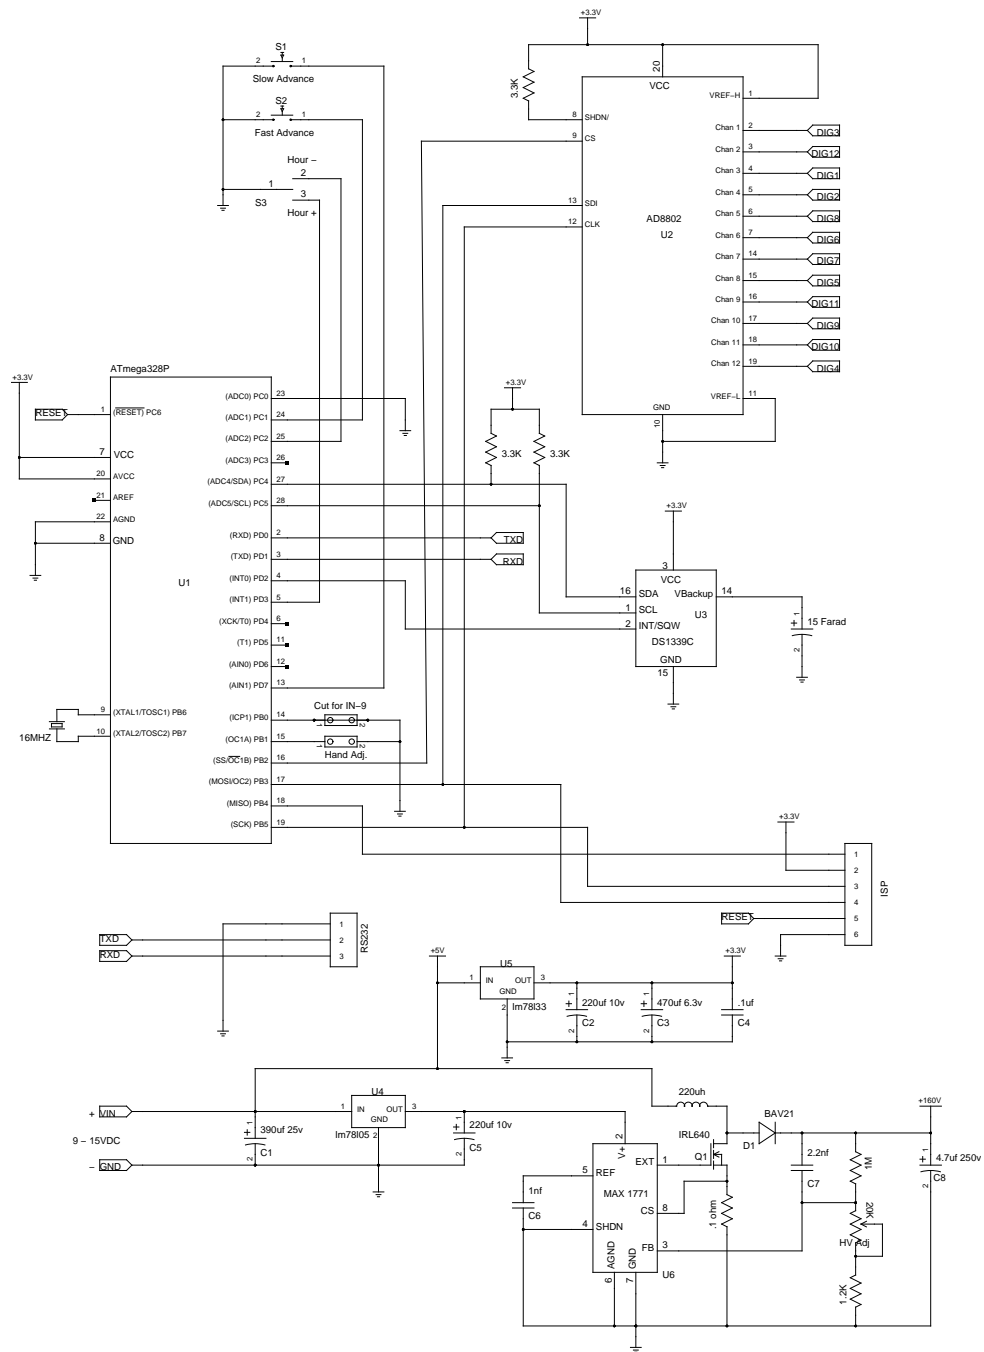 +3.3V
S1
2 1
Slow Advance
S2
2 1
Fast Advance
Hour –
2
1
3
S3
Hour +
3.3K
20
VCC
VREF–H 1
8 SHDN/
9 CS
13 SDI
12 CLK
AD8802
U2
Chan 1 2 DIG3
Chan 2 3 DIG12
Chan 3 4 DIG1
Chan 4 5 DIG2
Chan 5 6 DIG8
Chan 6 7 DIG6
Chan 7 14 DIG7
Chan 8 15 DIG5
Chan 9 16 DIG11
Chan 10 17 DIG9
Chan 11 18 DIG10
Chan 12 19 DIG4
VREF–L 11
GND
10
ATmega328P
+3.3V
RESET 1 (RESET) PC6
7 VCC
20 AVCC
21 AREF
22 AGND
8 GND
U1
(ADC0) PC0 23
(ADC1) PC1 24
(ADC2) PC2 25
(ADC3) PC3 26
(ADC4/SDA) PC4 27
(ADC5/SCL) PC5 28
(RXD) PD0 2 TXD
(TXD) PD1 3 RXD
(INT0) PD2 4
(INT1) PD3 5
(XCK/T0) PD4 6
(T1) PD5 11
(AIN0) PD6 12
(AIN1) PD7 13
16MHZ
9 (XTAL1/TOSC1) PB6
10 (XTAL2/TOSC2) PB7
(ICP1) PB0 14
(OC1A) PB1 15
(SS/OC1B) PB2 16
(MOSI/OC2) PB3 17
(MISO) PB4 18
(SCK) PB5 19
Cut for IN–9
1 2
1 2
Hand Adj.
+3.3V
3.3K 3.3K
+3.3V
3
VCC
16 SDA
1 SCL
2 INT/SQW
VBackup 14
U3
DS1339C
GND
15
1
+ 15 Farad
2
+3.3V
1
2
3
4
5
6
ISP
RESET
TXD
RXD
1
2
3
RS232
+5V
U5
1 IN OUT 3
GND
2 lm78l33
+3.3V
1
+ 220uf 10v
2 C2
1
+ 470uf 6.3v
2 C3
.1uf
C4
+ VIN
9 – 15VDC
– GND
1
+ 390uf 25v
2 C1
U4
1 IN OUT 3
GND
lm78l05 2
1
+ 220uf 10v
2 C5
220uh
IRL640
Q1
BAV21
D1
+160V
2
V+
5 REF EXT 1
MAX 1771
CS 8
4 SHDN
FB 3
AGND GND
6 7
U6
1nf
C6
.1 ohm
2.2nf
C7
1M
20K
HV Adj
1.2K
1
+ 4.7uf 250v
2 C8